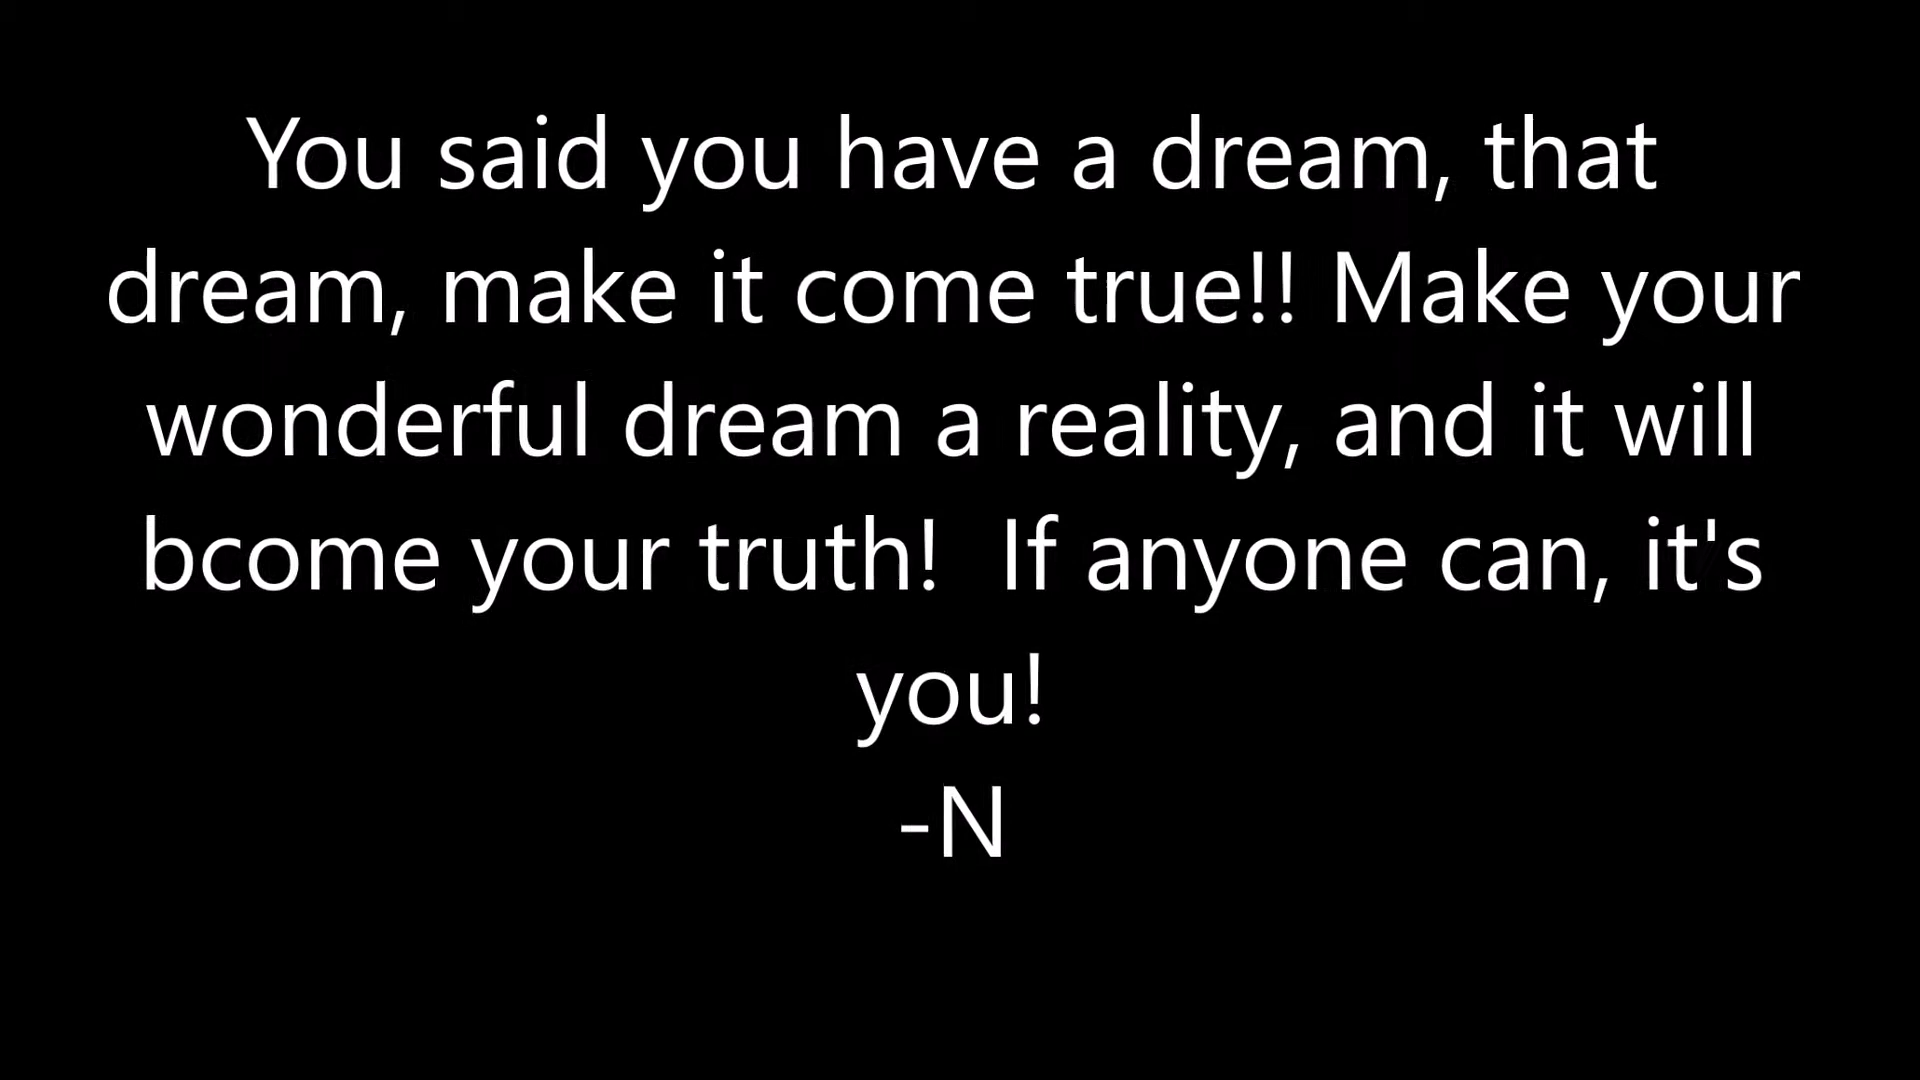 You said you have a dream, that
dream, make it come true!! Make your
wonderful dream a reality, and it will
bcome your truth!  If anyone can, it's
you!
-N